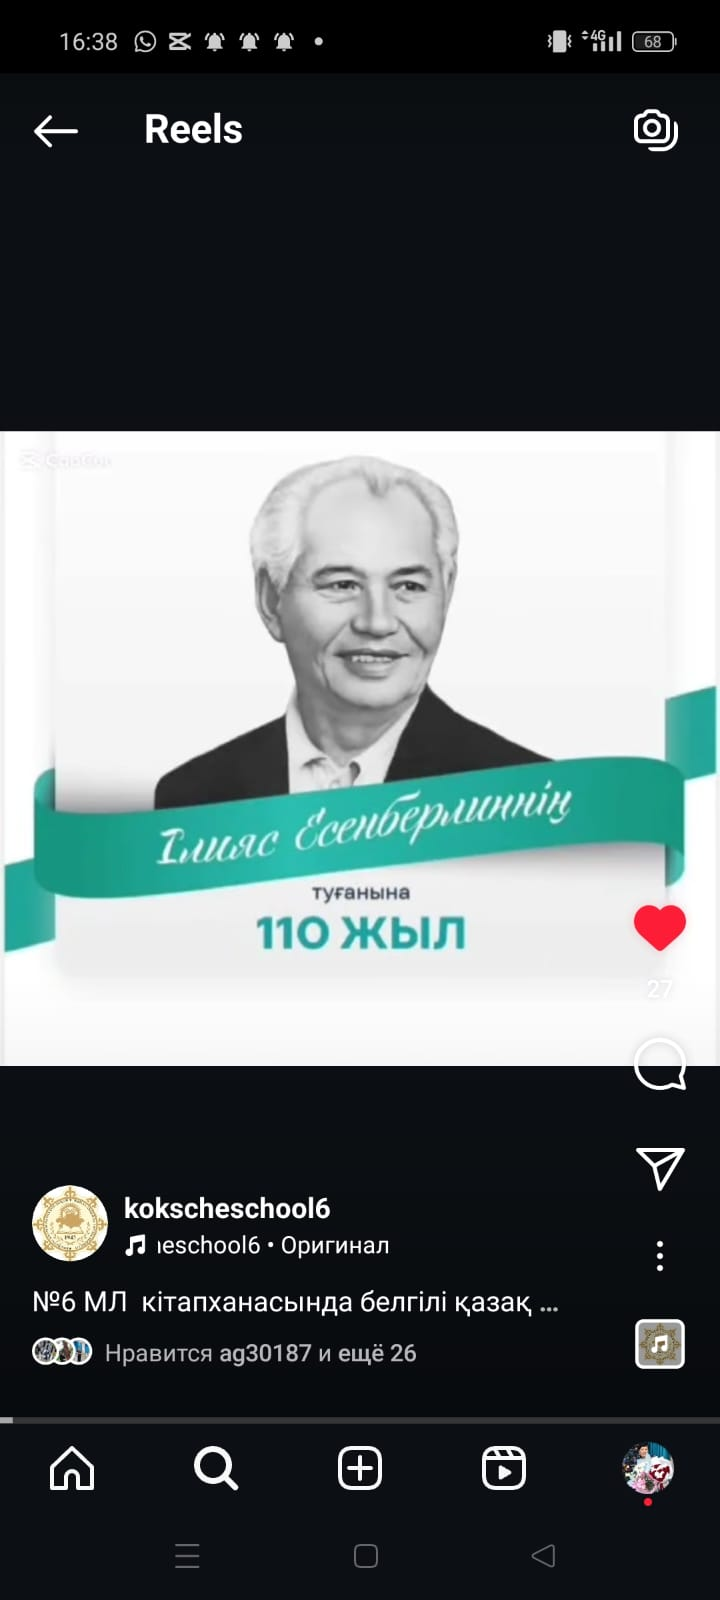 16:38
4G
68
Reels
CapCut
Ілияс Есенберлиннің
туғанына
110 ЖЫЛ
27
kokscheschool6
ıeschool6 • Оригинал
№6 МЛ кітапханасында белгілі қазақ ...
Нравится ag30187 и ещё 26